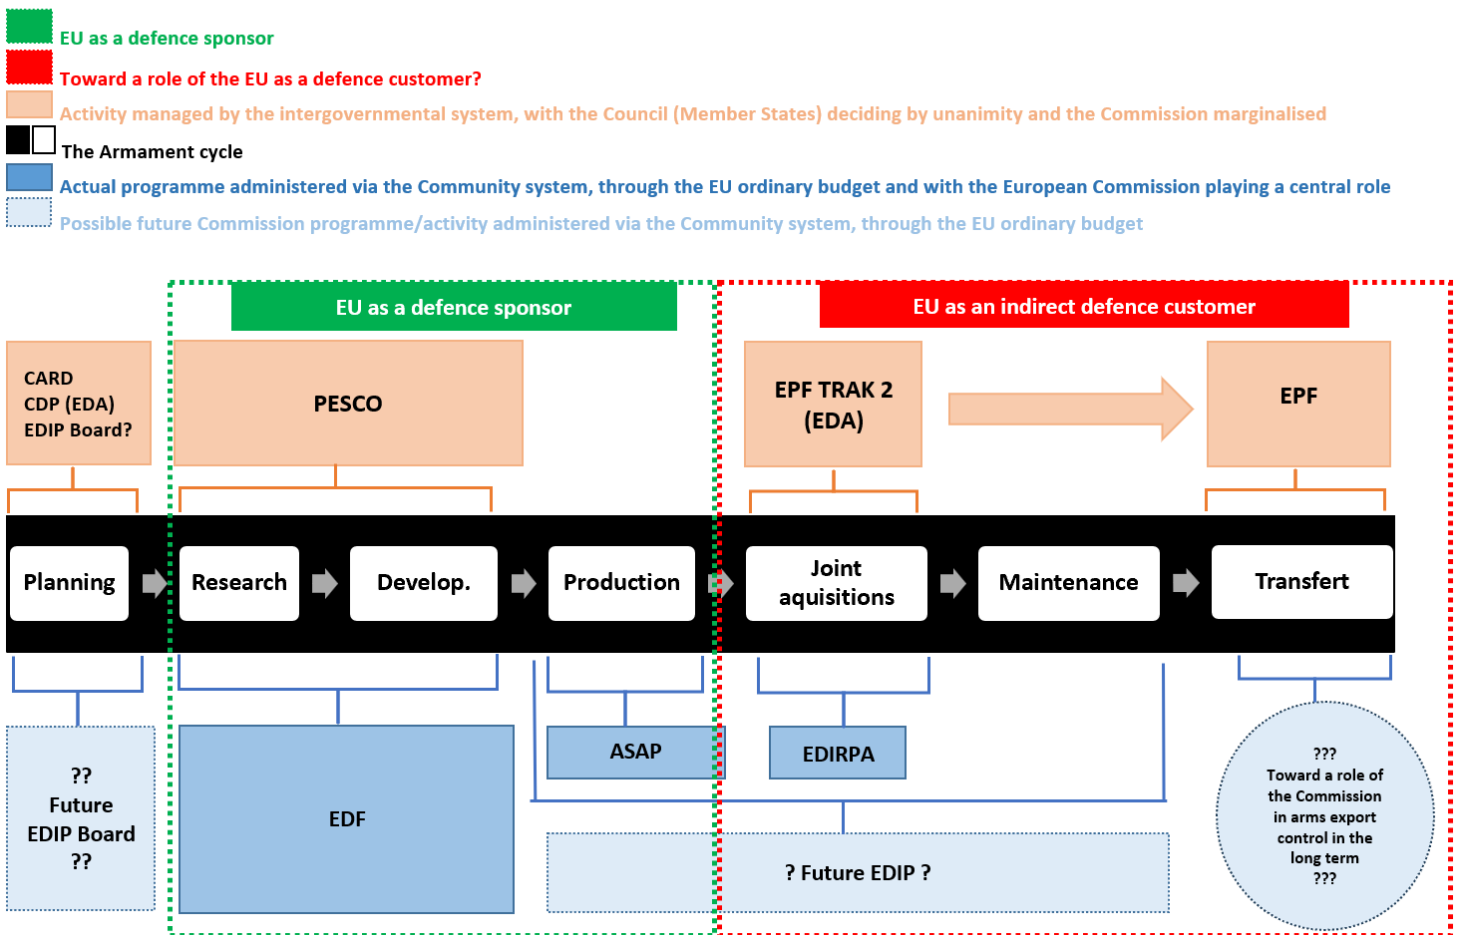 EU as a defence sponsor
Toward a role of the EU as a defence customer?
Activity managed by the intergovernmental system, with the Council (Member States) deciding by unanimity and the Commission marginalised
The Armament cycle
Actual programme administered via the Community system, through the EU ordinary budget and with the European Commission playing a central role
Possible future Commission programme/activity administered via the Community system, through the EU ordinary budget
EU as a defence sponsor
EU as an indirect defence customer
CARD
CDP (EDA)
EDIP Board?
PESCO
EPF TRAK 2
(EDA)
EPF
Planning
Research
Develop.
Production
Joint
aquisitions
Maintenance
Transfert
??
Future
EDIP Board
??
EDF
ASAP
EDIRPA
? Future EDIP ?
???
Toward a role of
the Commission
in arms export
control in the
long term
???